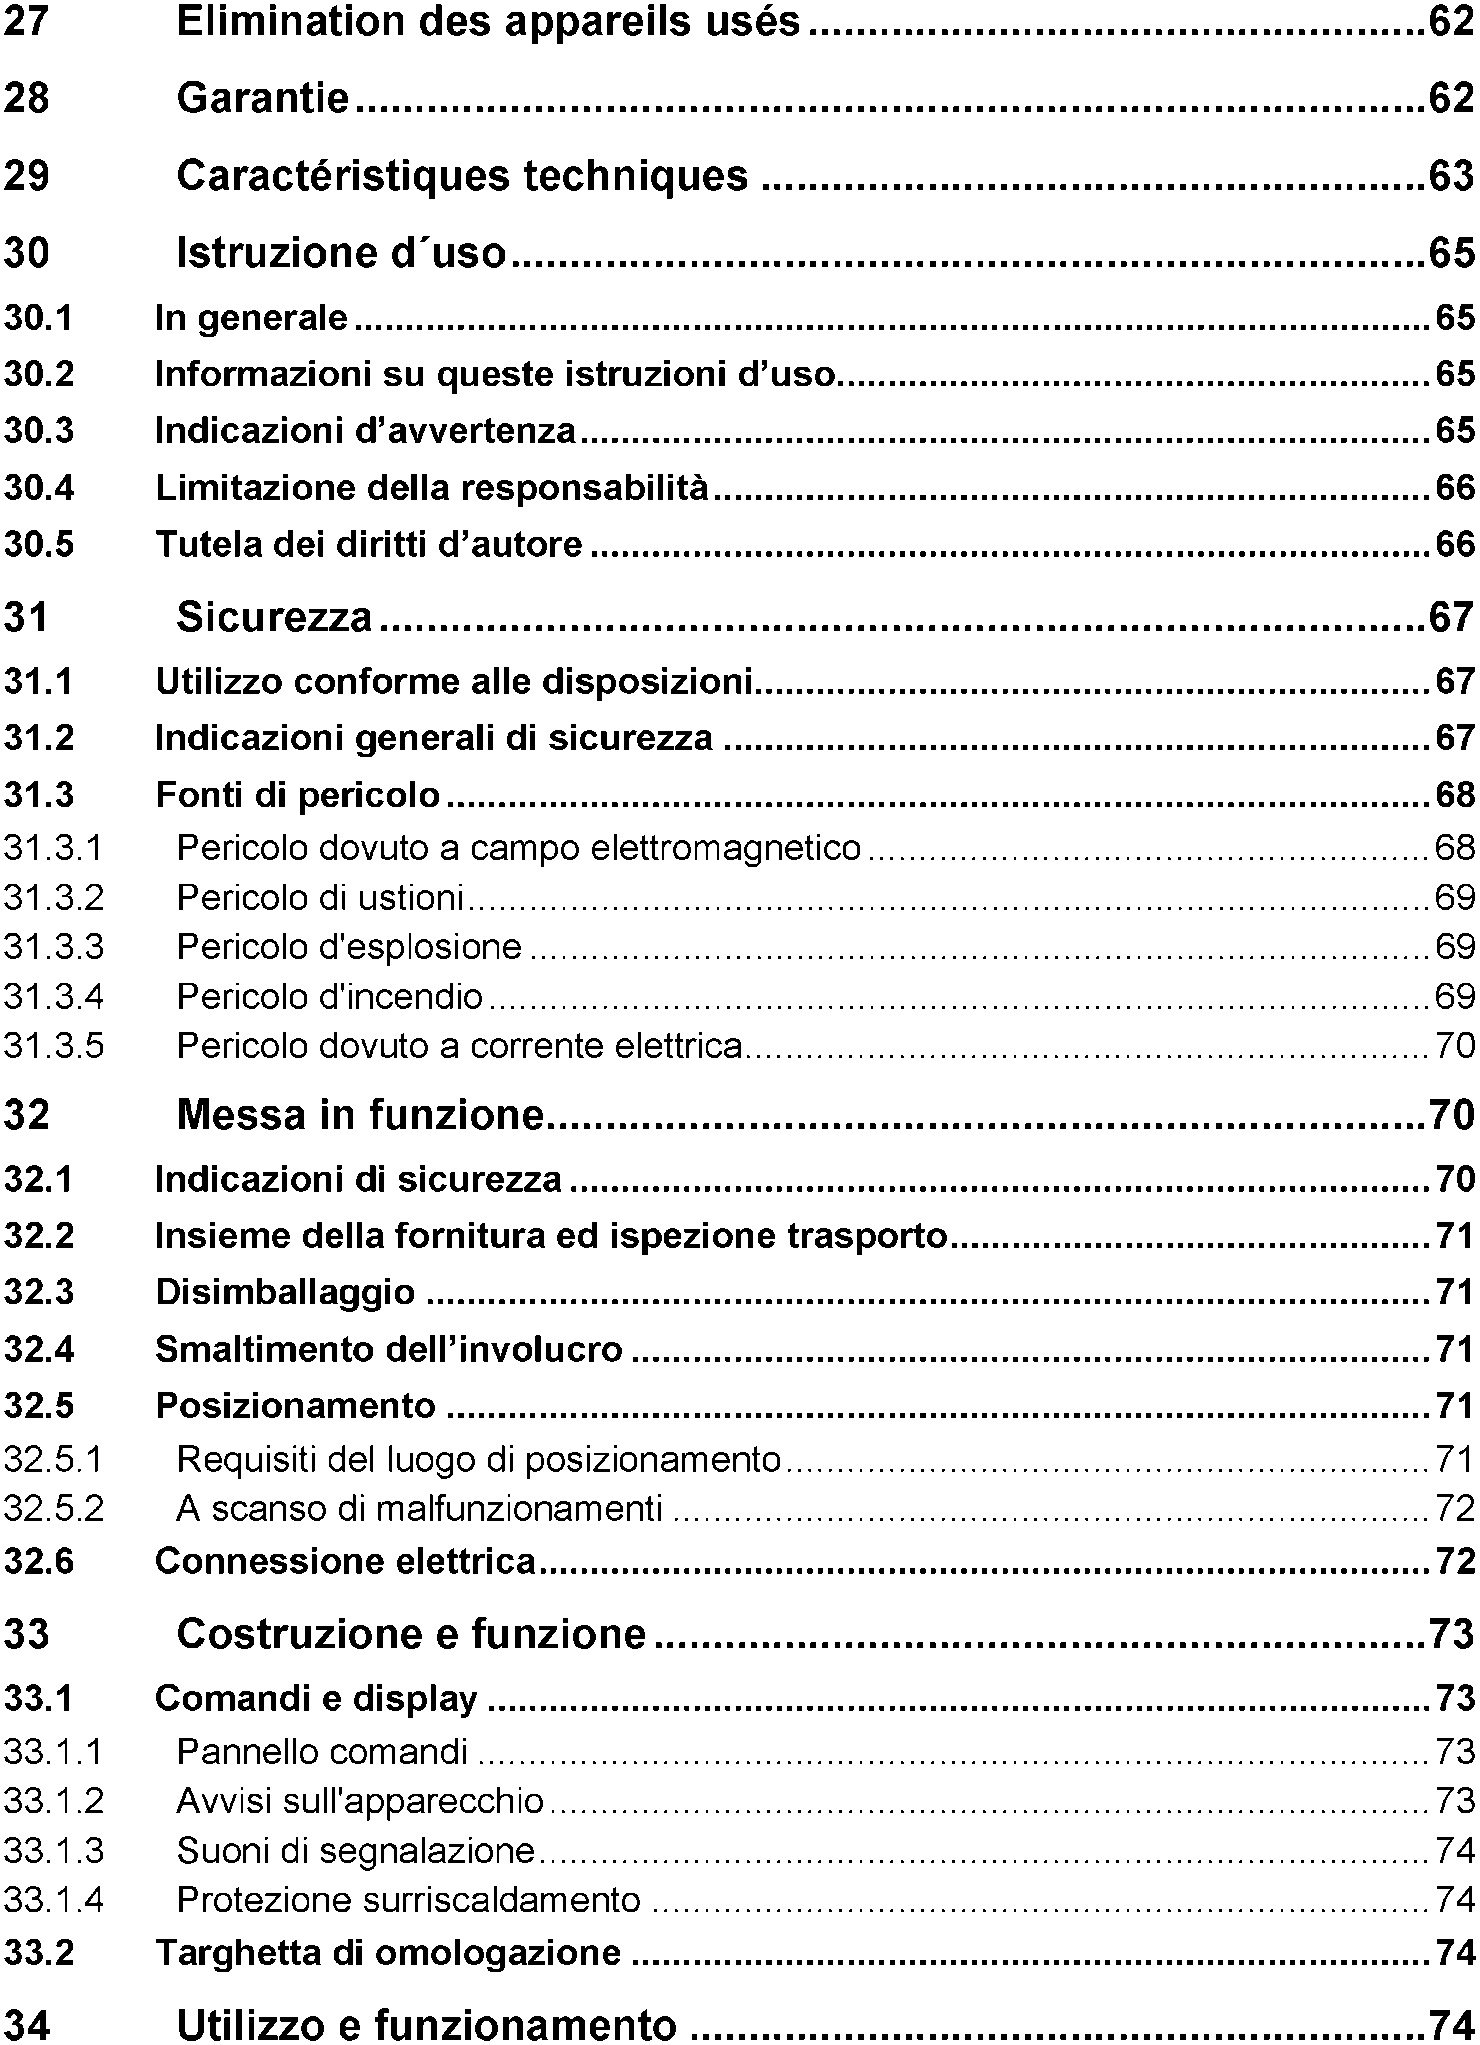 27 Elimination des appareils usés ........ 62
28 Garantie ........ 62
29 Caractéristiques techniques ........ 63
30 Istruzione d´uso ........ 65
30.1 In generale ........ 65
30.2 Informazioni su queste istruzioni d’uso ........ 65
30.3 Indicazioni d’avvertenza ........ 65
30.4 Limitazione della responsabilità ........ 66
30.5 Tutela dei diritti d’autore ........ 66
31 Sicurezza ........ 67
31.1 Utilizzo conforme alle disposizioni ........ 67
31.2 Indicazioni generali di sicurezza ........ 67
31.3 Fonti di pericolo ........ 68
31.3.1 Pericolo dovuto a campo elettromagnetico ........ 68
31.3.2 Pericolo di ustioni ........ 69
31.3.3 Pericolo d'esplosione ........ 69
31.3.4 Pericolo d'incendio ........ 69
31.3.5 Pericolo dovuto a corrente elettrica ........ 70
32 Messa in funzione ........ 70
32.1 Indicazioni di sicurezza ........ 70
32.2 Insieme della fornitura ed ispezione trasporto ........ 71
32.3 Disimballaggio ........ 71
32.4 Smaltimento dell’involucro ........ 71
32.5 Posizionamento ........ 71
32.5.1 Requisiti del luogo di posizionamento ........ 71
32.5.2 A scanso di malfunzionamenti ........ 72
32.6 Connessione elettrica ........ 72
33 Costruzione e funzione ........ 73
33.1 Comandi e display ........ 73
33.1.1 Pannello comandi ........ 73
33.1.2 Avvisi sull'apparecchio ........ 73
33.1.3 Suoni di segnalazione ........ 74
33.1.4 Protezione surriscaldamento ........ 74
33.2 Targhetta di omologazione ........ 74
34 Utilizzo e funzionamento ........ 74